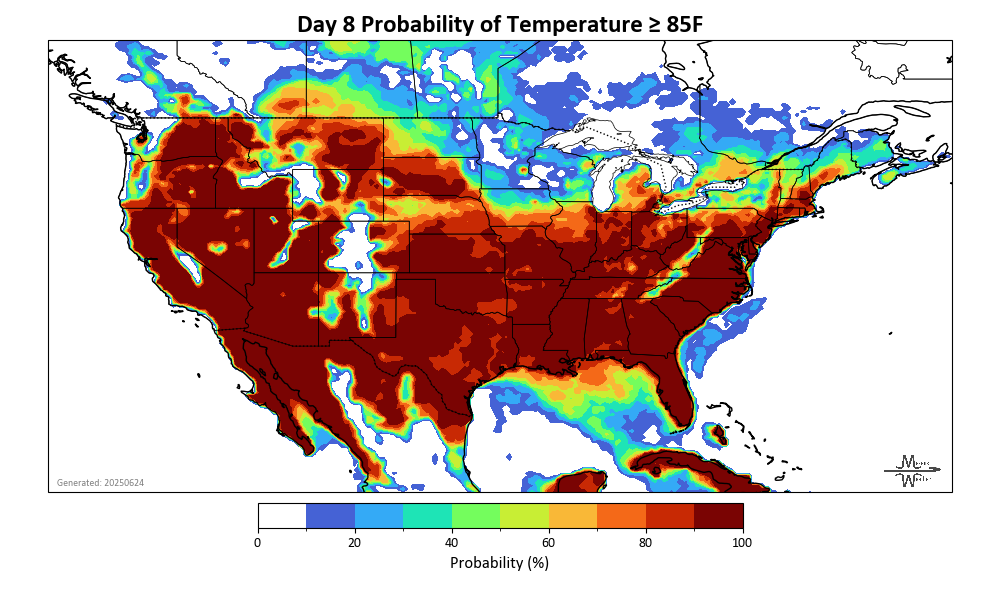 Day 8 Probability of Temperature ≥ 85F
Generated: 20250624
0 20 40 60 80 100
Probability (%)